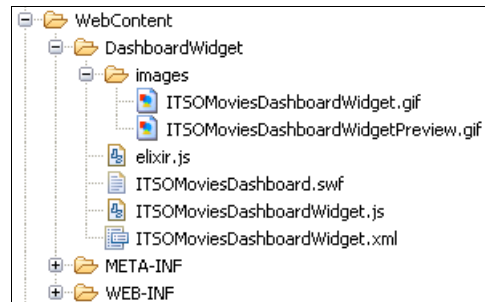 WebContent
DashboardWidget
images
ITSOMoviesDashboardWidget.gif
ITSOMoviesDashboardWidgetPreview.gif
elixir.js
ITSOMoviesDashboard.swf
ITSOMoviesDashboardWidget.js
ITSOMoviesDashboardWidget.xml
META-INF
WEB-INF